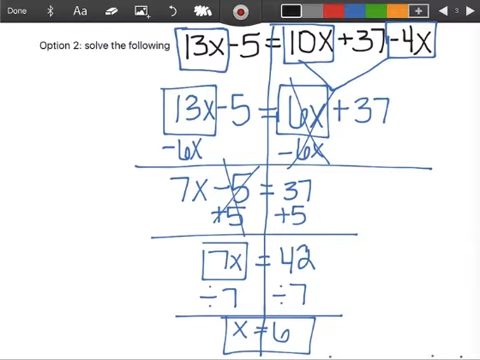 Done
3
Option 2: solve the following
13x-5=10x+37-4x
13x-5=6x+37
-6x -6x
7x-5=37
+5 +5
7x=42
÷7 ÷7
x=6